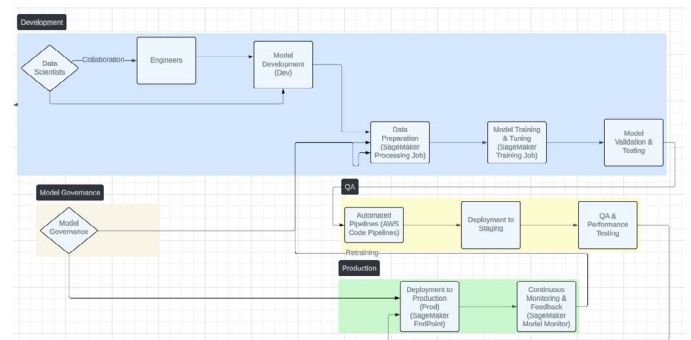 Development
Data
Scientists
Collaboration
Engineers
Model
Development
(Dev)
Data
Preparation
(SageMaker
Processing Job)
Model Training
& Tuning
(SageMaker
Training Job)
Model
Validation &
Testing
Model Governance
Model
Governance
QA
Automated
Pipelines (AWS
Code Pipelines)
Deployment to
Staging
QA &
Performance
Testing
Retraining
Production
Deployment to
Production
(Prod)
(SageMaker
EndPoint)
Continuous
Monitoring &
Feedback
(SageMaker
Model Monitor)